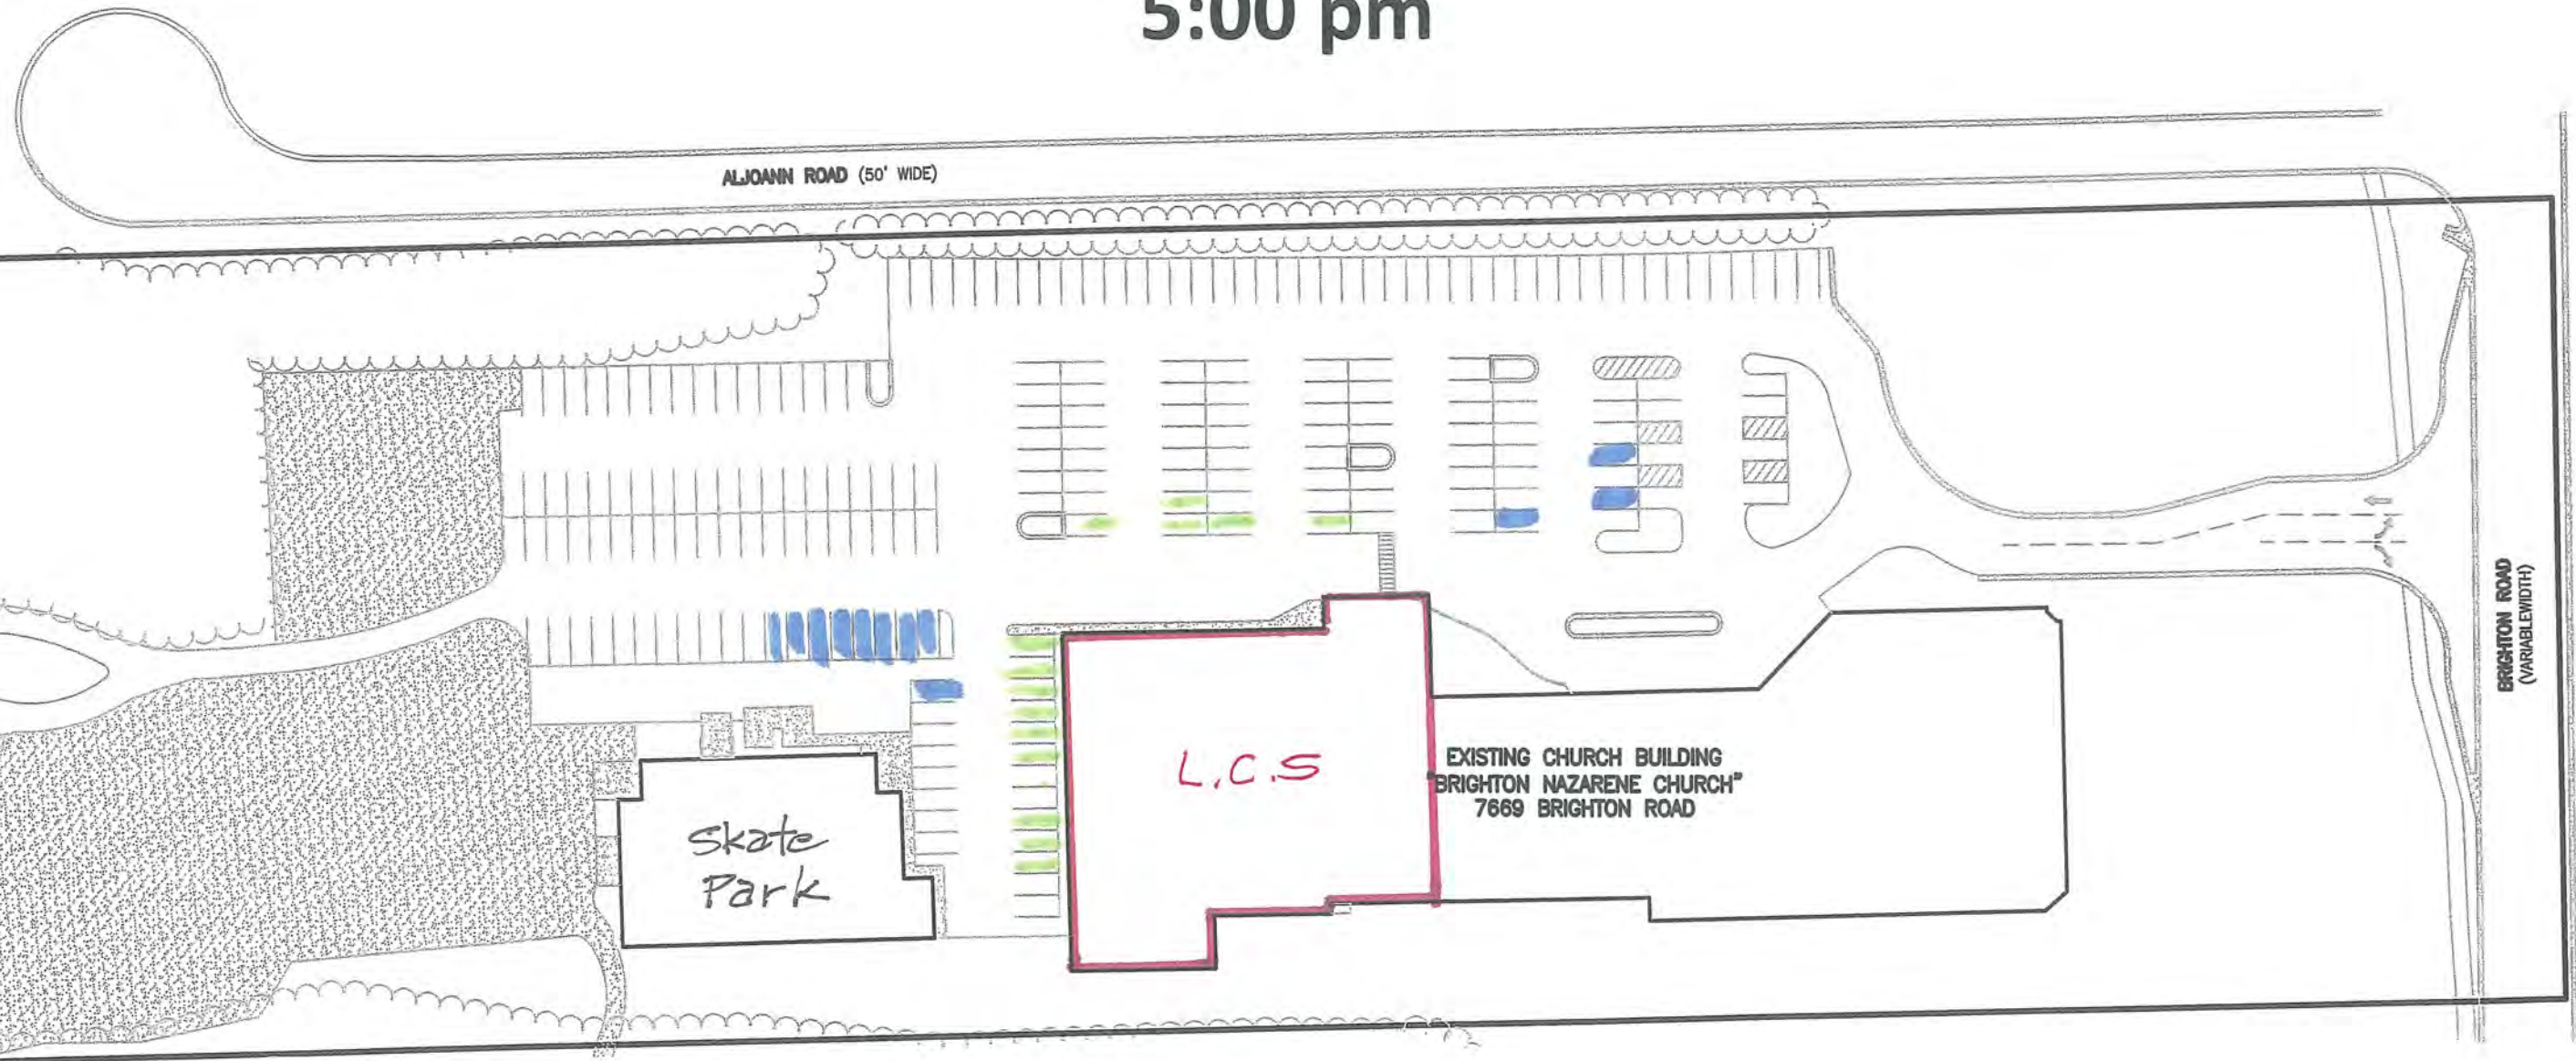 5:00 pm
ALJOANN ROAD (50' WIDE)
BRIGHTON ROAD
(VARIABLEWIDTH)
L.C.S
EXISTING CHURCH BUILDING
"BRIGHTON NAZARENE CHURCH"
7669 BRIGHTON ROAD
Skate
Park